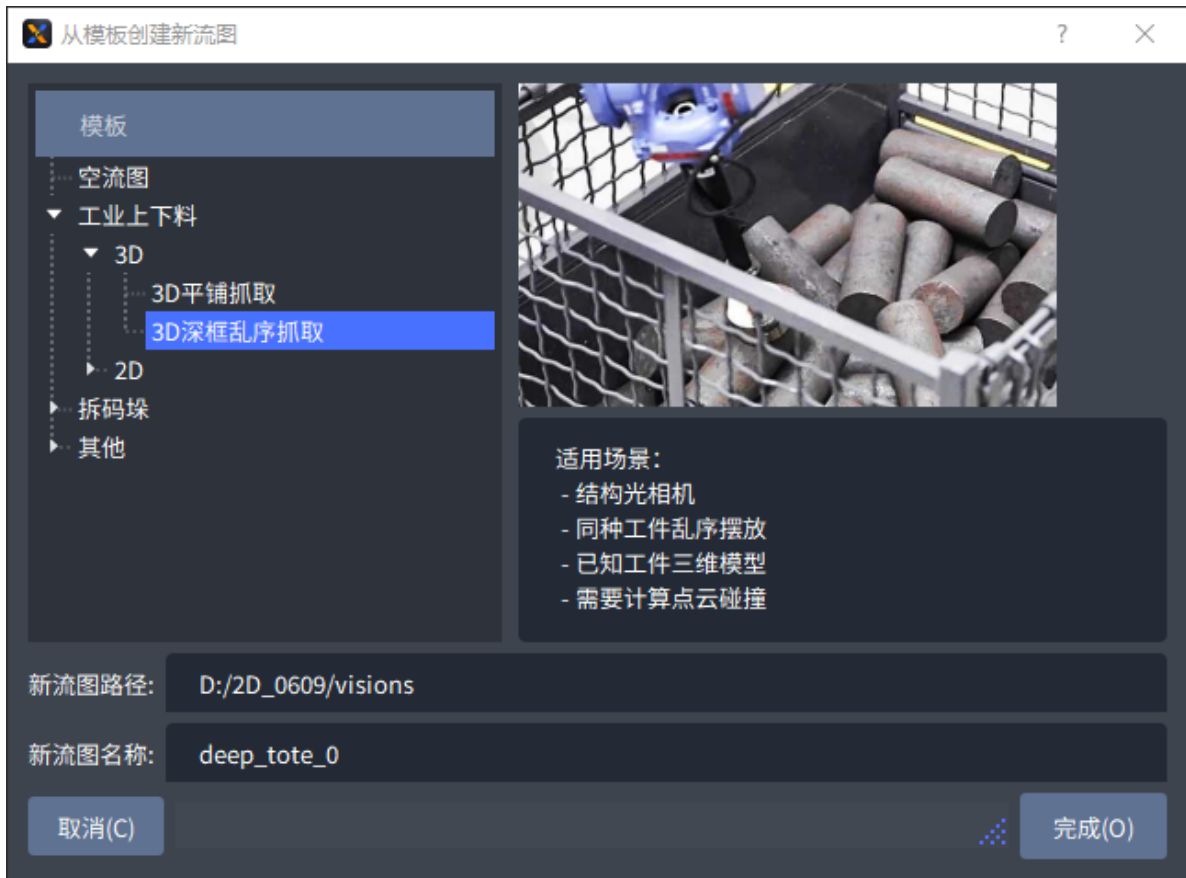 从模板创建新流图
?
模板
空流图
工业上下料
3D
3D平铺抓取
3D深框乱序抓取
2D
拆码垛
其他
适用场景：
- 结构光相机
- 同种工件乱序摆放
- 已知工件三维模型
- 需要计算点云碰撞
新流图路径: D:/2D_0609/visions
新流图名称: deep_tote_0
取消(C) 完成(O)